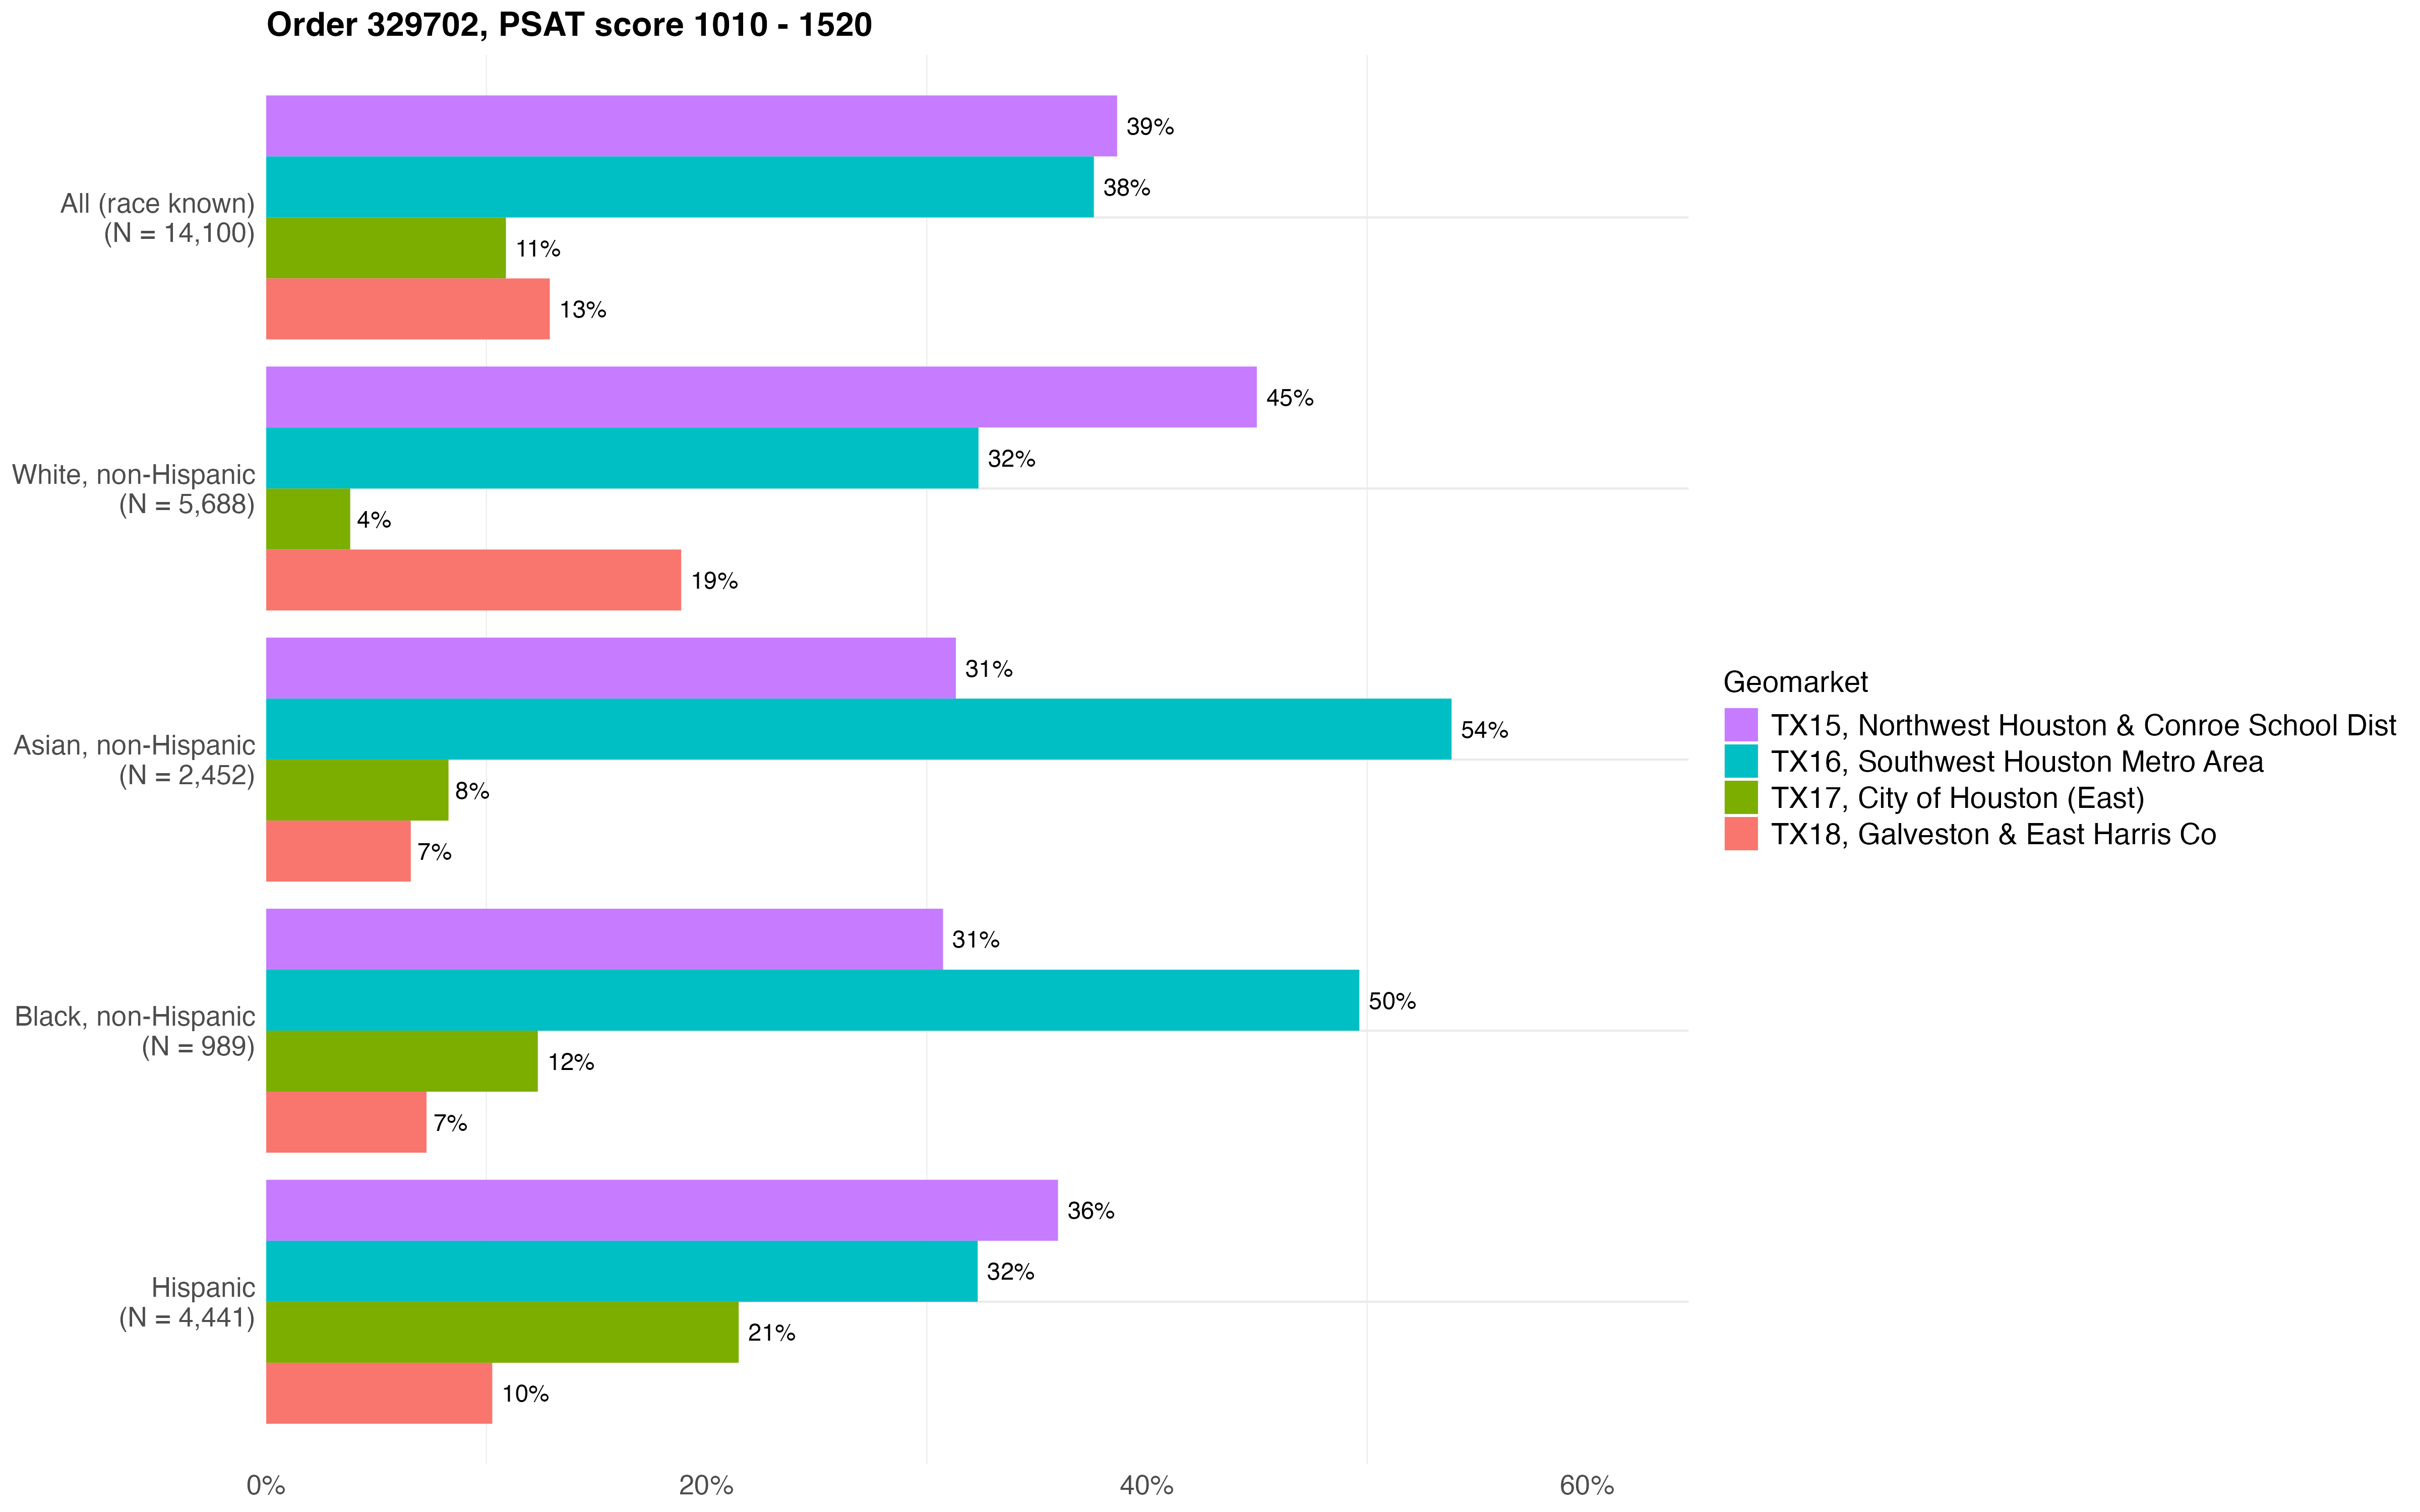 Order 329702, PSAT score 1010 - 1520
All (race known)
(N = 14,100)
39%
38%
11%
13%
White, non-Hispanic
(N = 5,688)
45%
32%
4%
19%
Asian, non-Hispanic
(N = 2,452)
31%
54%
8%
7%
Black, non-Hispanic
(N = 989)
31%
50%
12%
7%
Hispanic
(N = 4,441)
36%
32%
21%
10%
0%
20%
40%
60%
Geomarket
TX15, Northwest Houston & Conroe School Dist
TX16, Southwest Houston Metro Area
TX17, City of Houston (East)
TX18, Galveston & East Harris Co